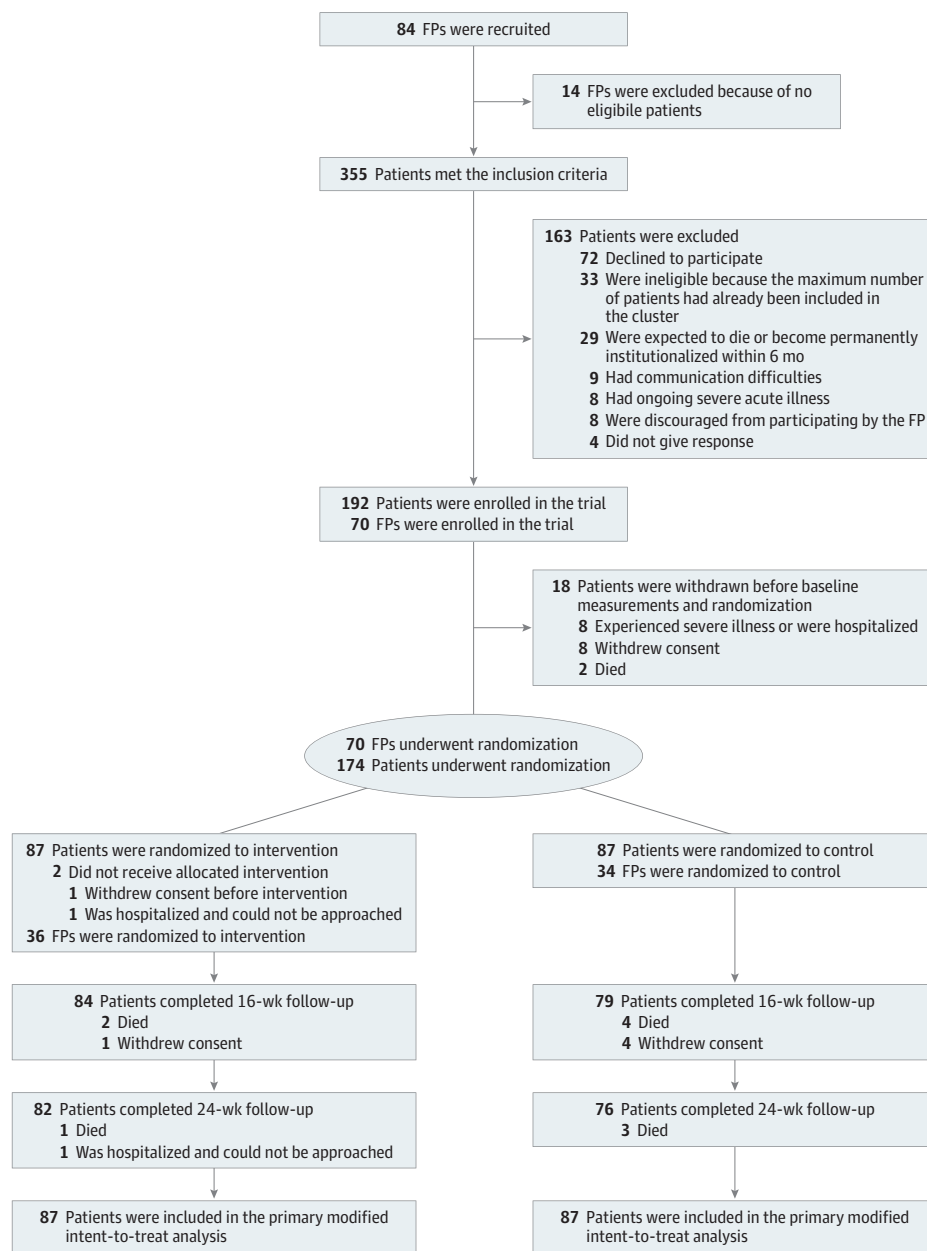 84 FPs were recruited
14 FPs were excluded because of no
eligibile patients
355 Patients met the inclusion criteria
163 Patients were excluded
72 Declined to participate
33 Were ineligible because the maximum number
of patients had already been included in
the cluster
29 Were expected to die or become permanently
institutionalized within 6 mo
9 Had communication difficulties
8 Had ongoing severe acute illness
8 Were discouraged from participating by the FP
4 Did not give response
192 Patients were enrolled in the trial
70 FPs were enrolled in the trial
18 Patients were withdrawn before baseline
measurements and randomization
8 Experienced severe illness or were hospitalized
8 Withdrew consent
2 Died
70 FPs underwent randomization
174 Patients underwent randomization
87 Patients were randomized to intervention
2 Did not receive allocated intervention
1 Withdrew consent before intervention
1 Was hospitalized and could not be approached
36 FPs were randomized to intervention
87 Patients were randomized to control
34 FPs were randomized to control
84 Patients completed 16-wk follow-up
2 Died
1 Withdrew consent
79 Patients completed 16-wk follow-up
4 Died
4 Withdrew consent
82 Patients completed 24-wk follow-up
1 Died
1 Was hospitalized and could not be approached
76 Patients completed 24-wk follow-up
3 Died
87 Patients were included in the primary modified
intent-to-treat analysis
87 Patients were included in the primary modified
intent-to-treat analysis